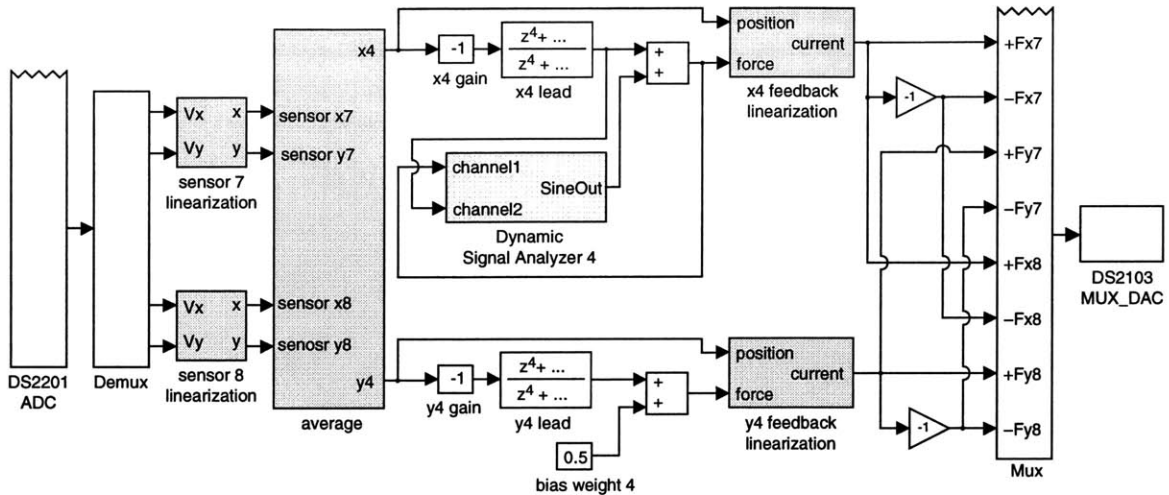 DS2201
ADC
Demux
Vx x
Vy y
sensor 7
linearization
Vx x
Vy y
sensor 8
linearization
sensor x7
sensor y7
sensor x8
senosr y8
x4
y4
average
-1
x4 gain
z⁴+ ...
z⁴+ ...
x4 lead
+
+
channel1
SineOut
channel2
Dynamic
Signal Analyzer 4
position
current
force
x4 feedback
linearization
-1
y4 gain
z⁴+ ...
z⁴+ ...
y4 lead
+
+
0.5
bias weight 4
position
current
force
y4 feedback
linearization
-1
-1
+Fx7
−Fx7
+Fy7
−Fy7
+Fx8
−Fx8
+Fy8
−Fy8
Mux
DS2103
MUX_DAC